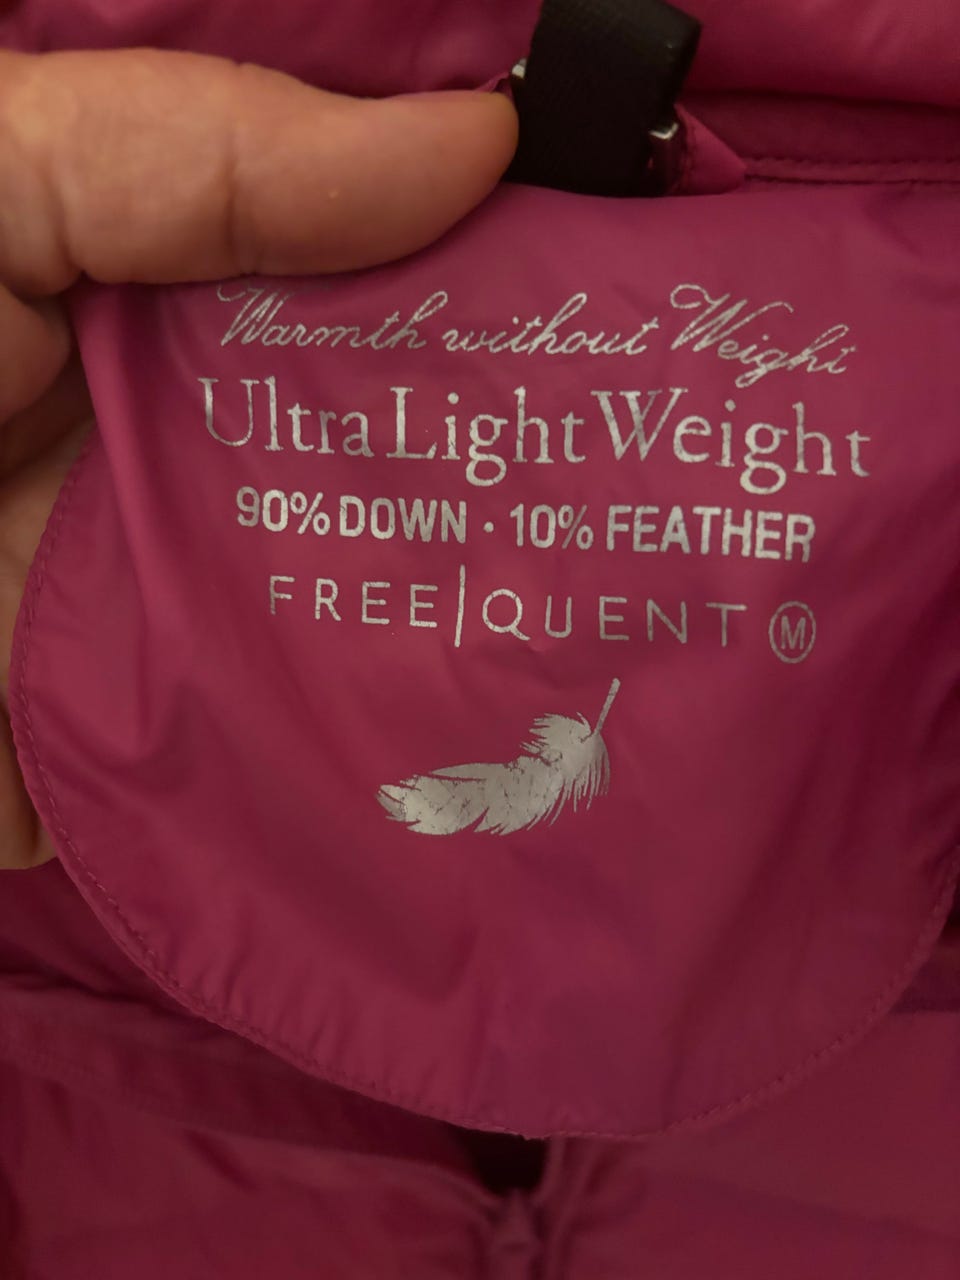 Warmth without Weight
Ultra Light Weight
90% DOWN · 10% FEATHER
FREE|QUENT M